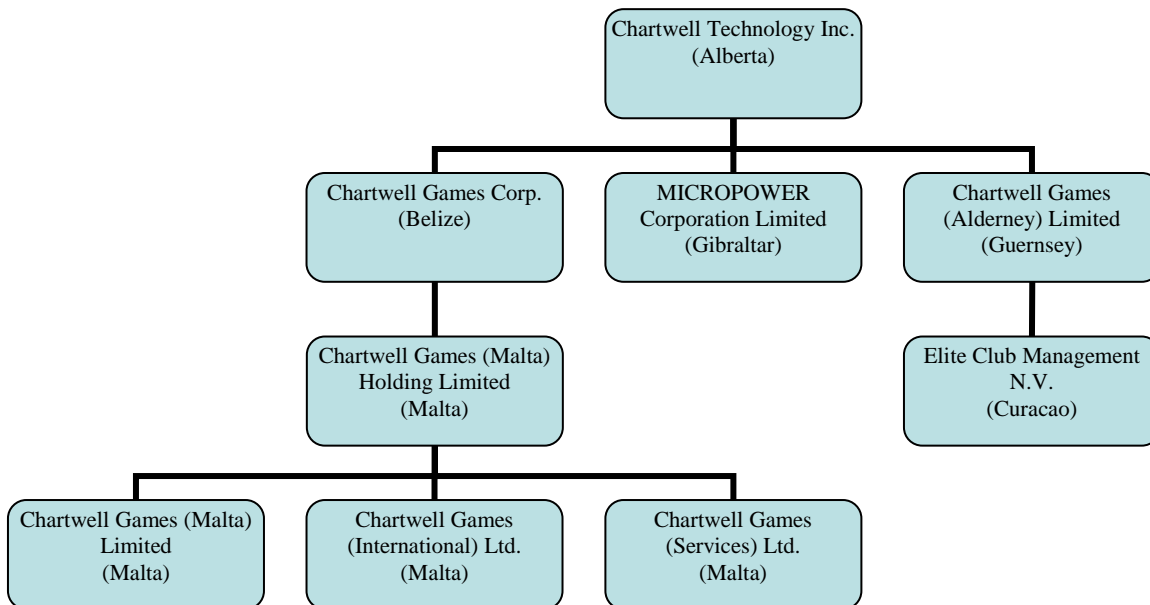 Chartwell Technology Inc.
(Alberta)
Chartwell Games Corp.
(Belize)
MICROPOWER
Corporation Limited
(Gibraltar)
Chartwell Games
(Alderney) Limited
(Guernsey)
Chartwell Games (Malta)
Holding Limited
(Malta)
Elite Club Management
N.V.
(Curacao)
Chartwell Games (Malta)
Limited
(Malta)
Chartwell Games
(International) Ltd.
(Malta)
Chartwell Games
(Services) Ltd.
(Malta)